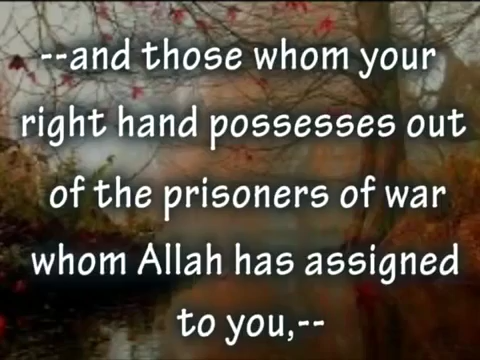 --and those whom your
right hand possesses out
of the prisoners of war
whom Allah has assigned
to you,--